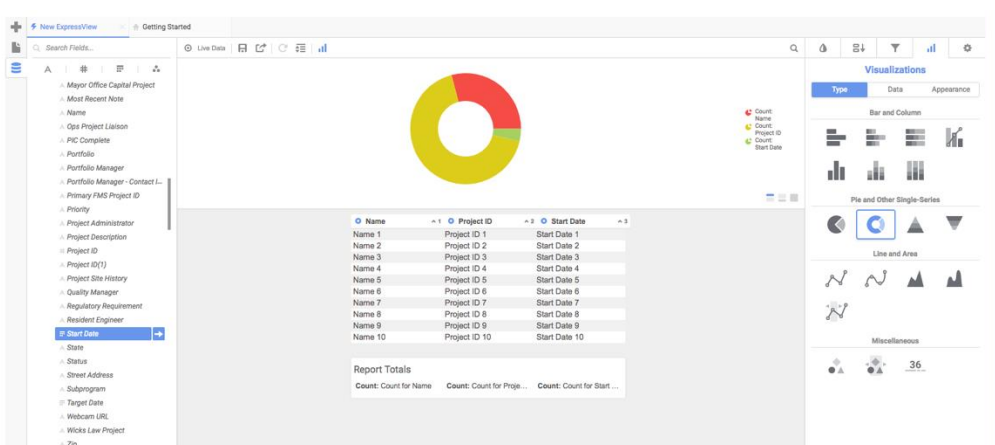 New ExpressView
Getting Started
Search Fields...
Live Data
A #
Mayor Office Capital Project
Most Recent Note
Name
Ops Project Liaison
PIC Complete
Portfolio
Portfolio Manager
Portfolio Manager - Contact I...
Primary FMS Project ID
Priority
Project Administrator
Project Description
Project ID
Project ID(1)
Project Site History
Quality Manager
Regulatory Requirement
Resident Engineer
Start Date
State
Status
Street Address
Subprogram
Target Date
Webcam URL
Wicks Law Project
Zip
Count:
Name
Count:
Project ID
Count:
Start Date
Name 1 Project ID 2 Start Date 3
Name 1 Project ID 1 Start Date 1
Name 2 Project ID 2 Start Date 2
Name 3 Project ID 3 Start Date 3
Name 4 Project ID 4 Start Date 4
Name 5 Project ID 5 Start Date 5
Name 6 Project ID 6 Start Date 6
Name 7 Project ID 7 Start Date 7
Name 8 Project ID 8 Start Date 8
Name 9 Project ID 9 Start Date 9
Name 10 Project ID 10 Start Date 10
Report Totals
Count: Count for Name Count: Count for Proje... Count: Count for Start ...
Visualizations
Type Data Appearance
Bar and Column
Pie and Other Single-Series
Line and Area
Miscellaneous
36